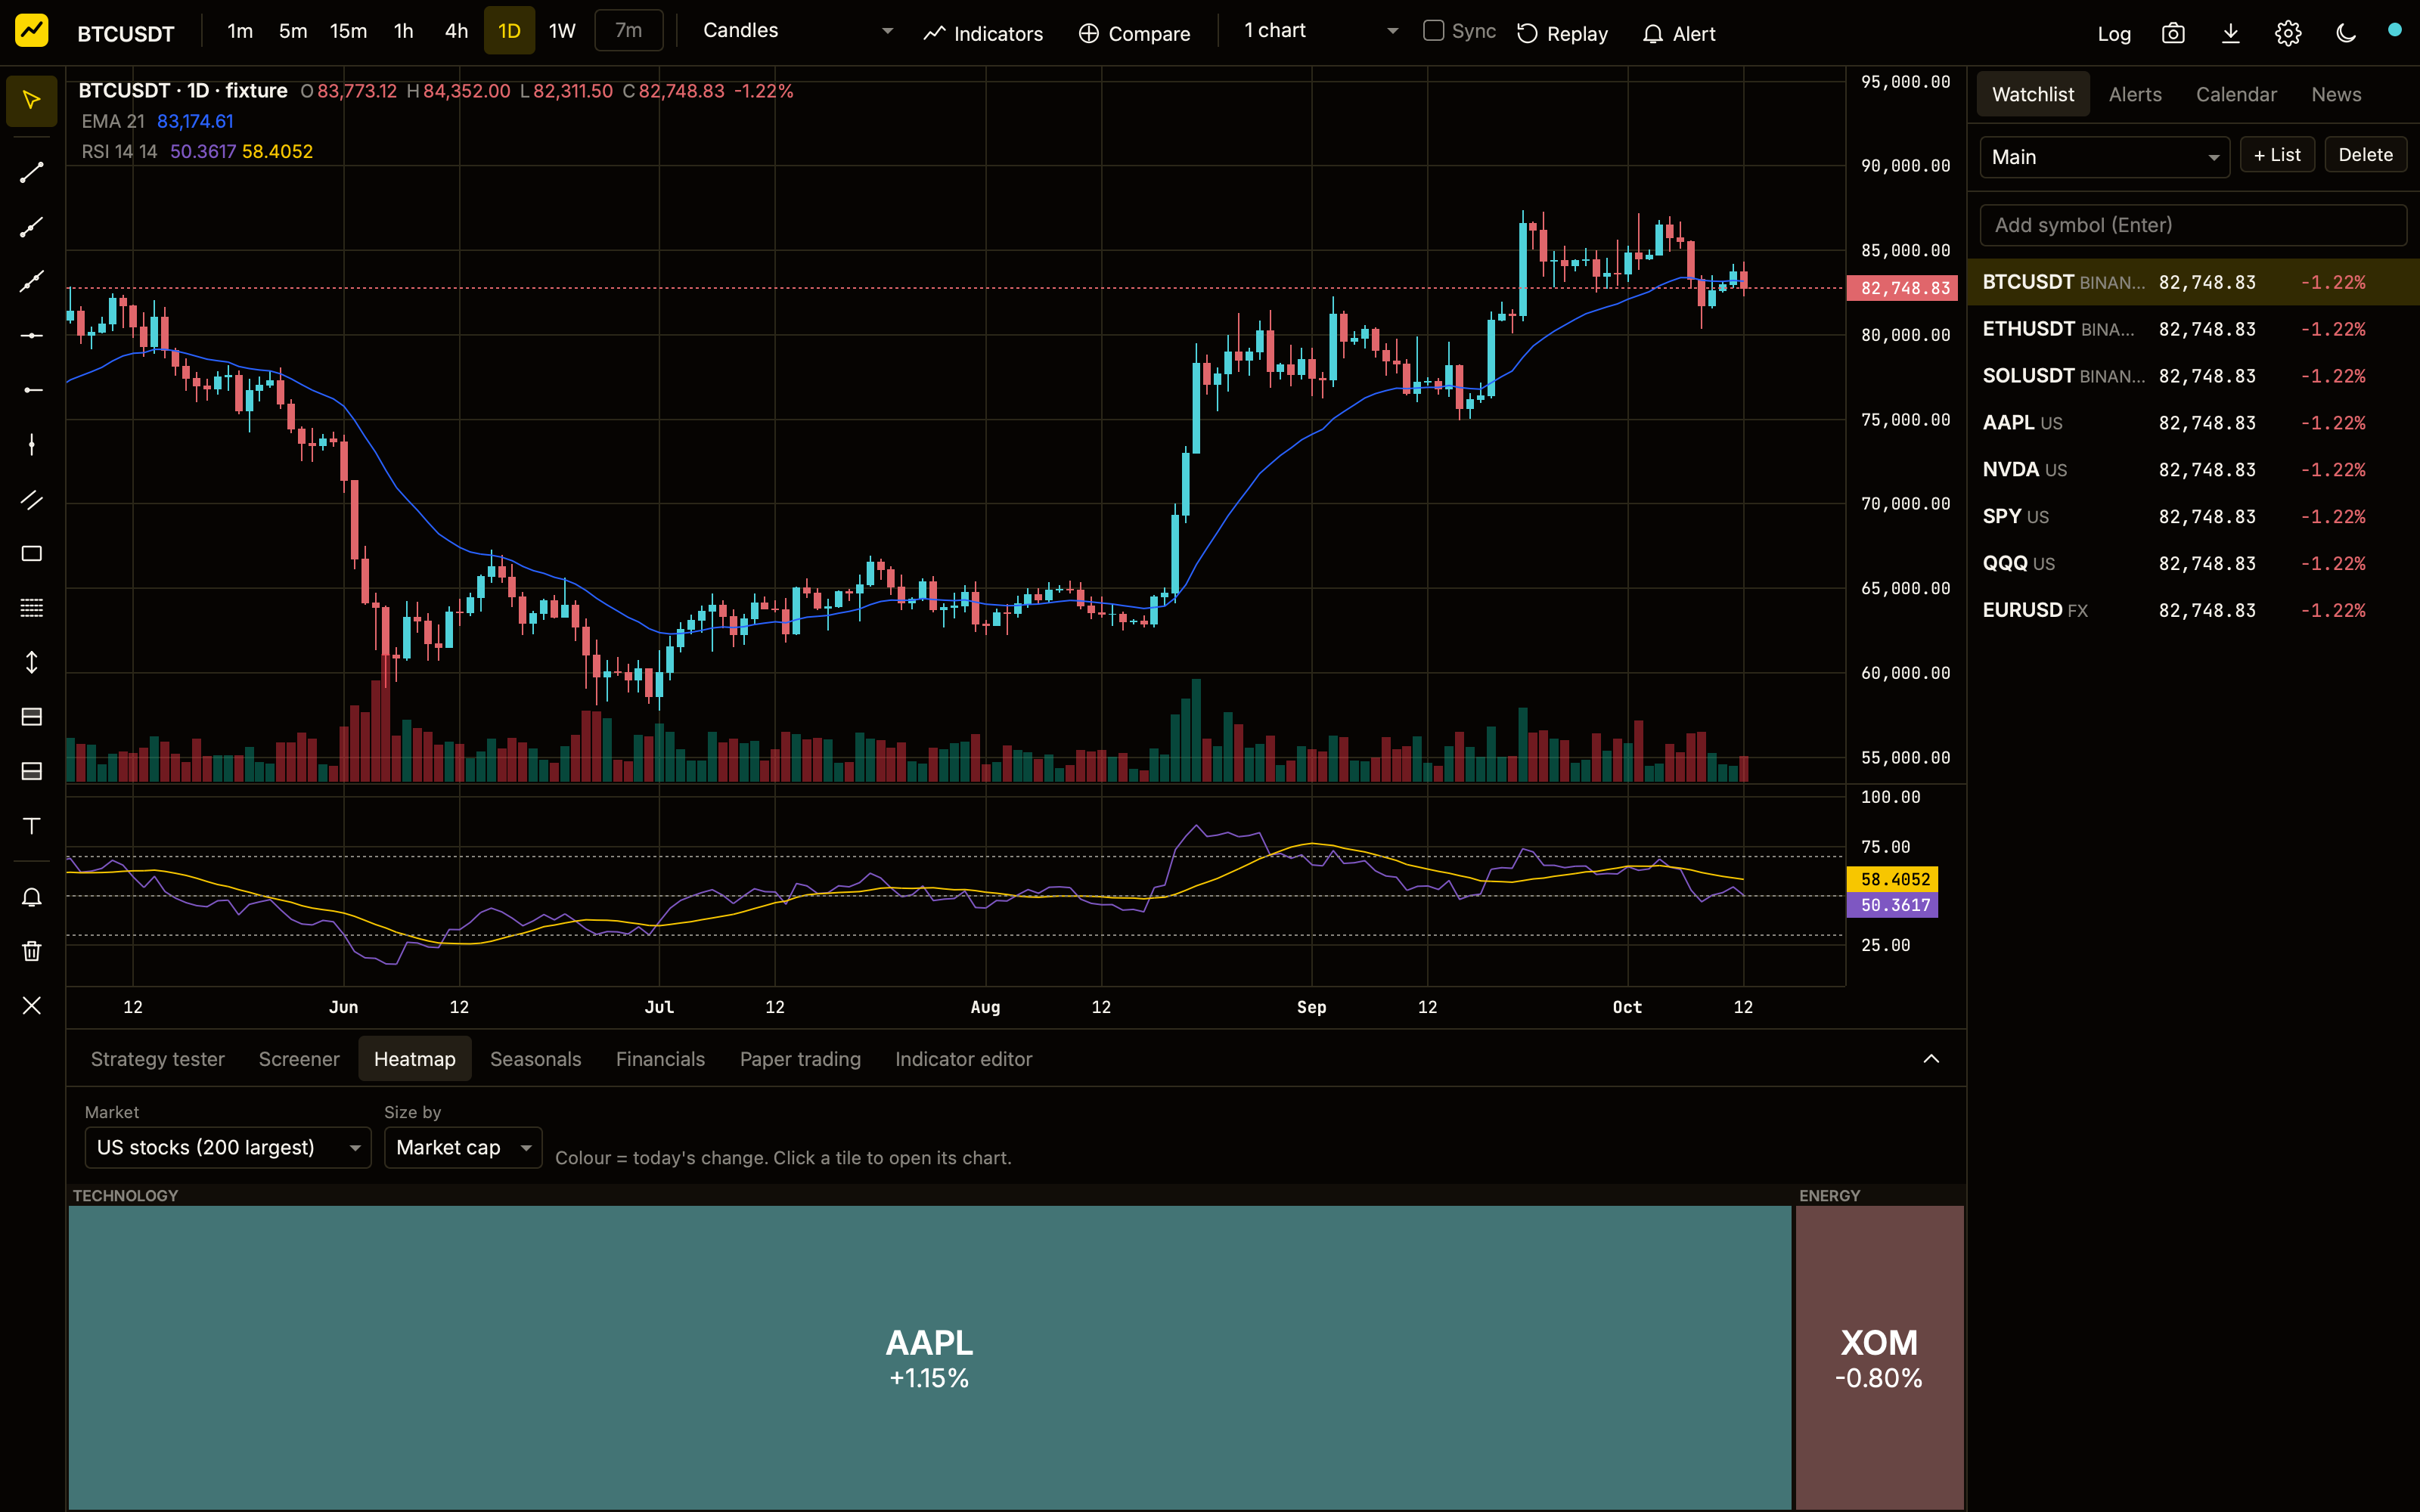 BTCUSDT 1m 5m 15m 1h 4h 1D 1W 7m Candles Indicators Compare 1 chart Sync Replay Alert Log
BTCUSDT · 1D · fixture O 83,773.12 H 84,352.00 L 82,311.50 C 82,748.83 -1.22%
EMA 21 83,174.61
RSI 14 14 50.3617 58.4052
95,000.00
90,000.00
85,000.00
82,748.83
80,000.00
75,000.00
70,000.00
65,000.00
60,000.00
55,000.00
100.00
75.00
58.4052
50.3617
25.00
12 Jun 12 Jul 12 Aug 12 Sep 12 Oct 12
Watchlist Alerts Calendar News
Main + List Delete
Add symbol (Enter)
BTCUSDT BINAN... 82,748.83 -1.22%
ETHUSDT BINA... 82,748.83 -1.22%
SOLUSDT BINAN... 82,748.83 -1.22%
AAPL US 82,748.83 -1.22%
NVDA US 82,748.83 -1.22%
SPY US 82,748.83 -1.22%
QQQ US 82,748.83 -1.22%
EURUSD FX 82,748.83 -1.22%
Strategy tester Screener Heatmap Seasonals Financials Paper trading Indicator editor
Market Size by
US stocks (200 largest) Market cap Colour = today's change. Click a tile to open its chart.
TECHNOLOGY ENERGY
AAPL XOM
+1.15% -0.80%